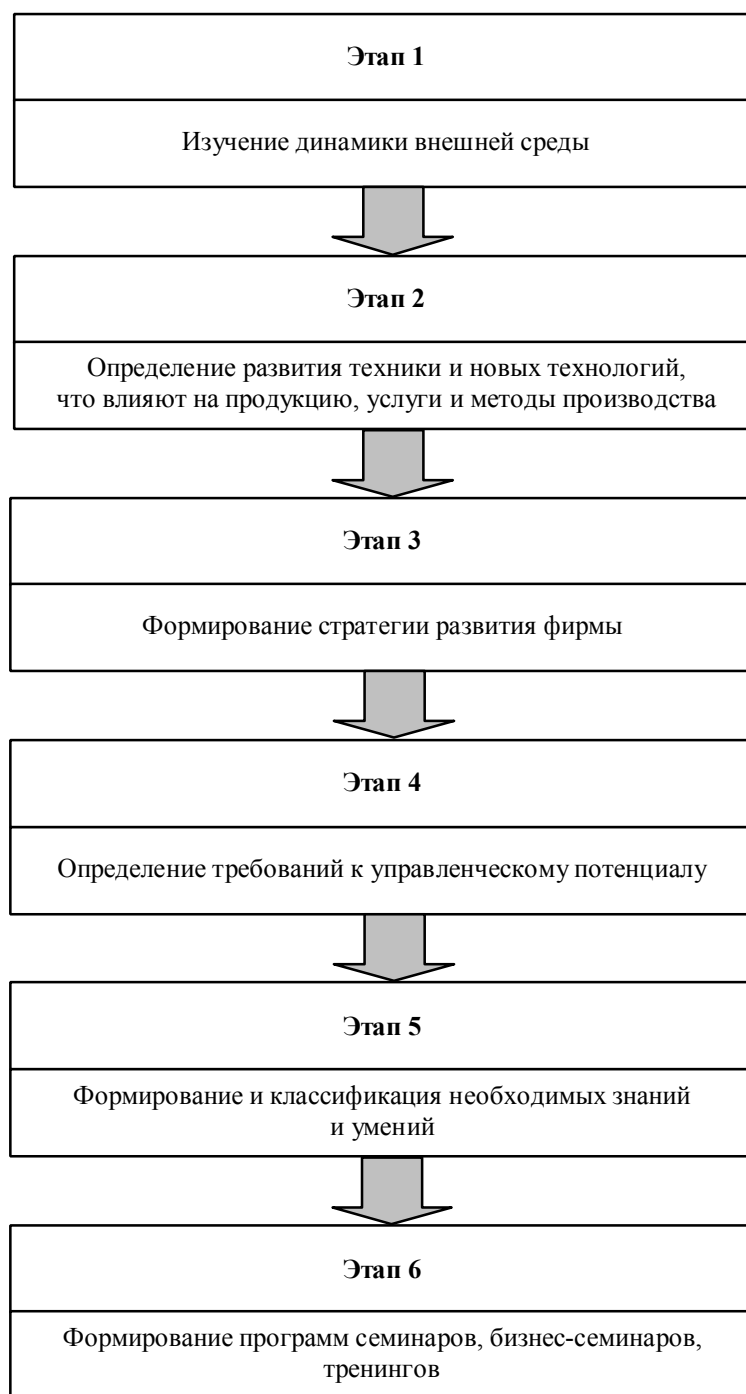 Этап 1
Изучение динамики внешней среды
Этап 2
Определение развития техники и новых технологий,
что влияют на продукцию, услуги и методы производства
Этап 3
Формирование стратегии развития фирмы
Этап 4
Определение требований к управленческому потенциалу
Этап 5
Формирование и классификация необходимых знаний
и умений
Этап 6
Формирование программ семинаров, бизнес-семинаров,
тренингов